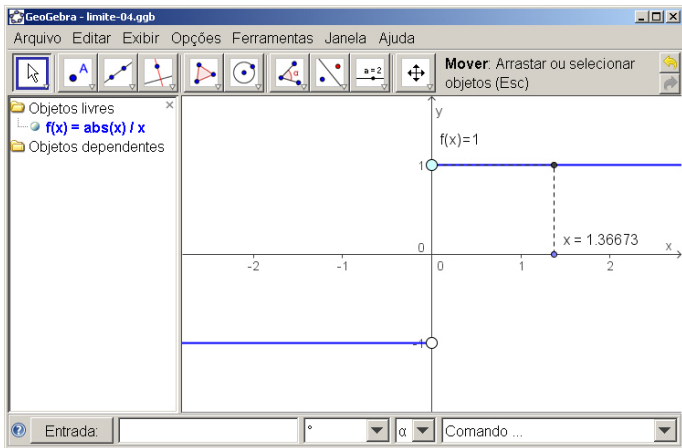 GeoGebra - limite-04.ggb
Arquivo Editar Exibir Opções Ferramentas Janela Ajuda
A
α
a = 2
Mover: Arrastar ou selecionar
objetos (Esc)
Objetos livres
f(x) = abs(x) / x
Objetos dependentes
y
f(x)=1
1
x = 1.36673
0
x
-2
-1
0
1
2
-1
Entrada:
°
α
Comando ...